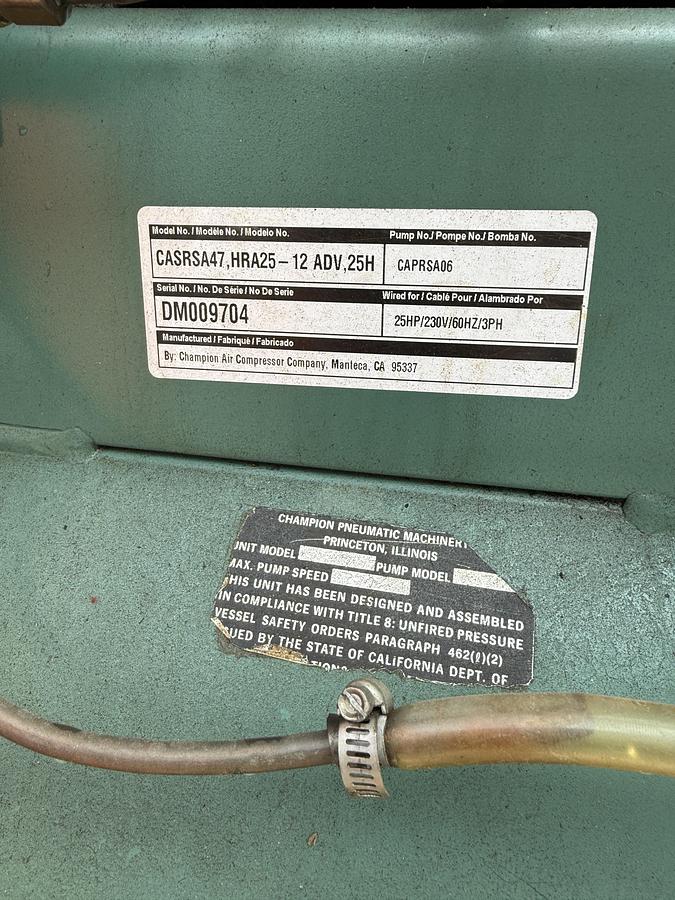 Model No. / Modèle No. / Modelo No.
Pump No./ Pompe No./ Bomba No.
CASRSA47,HRA25-12 ADV,25H
CAPRSA06
Serial No. / No. De Série / No De Serie
Wired for / Cablé Pour / Alambrado Por
DM009704
25HP/230V/60HZ/3PH
Manufactured / Fabriqué / Fabricado
By: Champion Air Compressor Company, Manteca, CA 95337
CHAMPION PNEUMATIC MACHINERY
PRINCETON, ILLINOIS
UNIT MODEL
MAX. PUMP SPEED PUMP MODEL
HIS UNIT HAS BEEN DESIGNED AND ASSEMBLED
IN COMPLIANCE WITH TITLE 8: UNFIRED PRESSURE
VESSEL SAFETY ORDERS PARAGRAPH 462(ℓ)(2)
UED BY THE STATE OF CALIFORNIA DEPT. OF